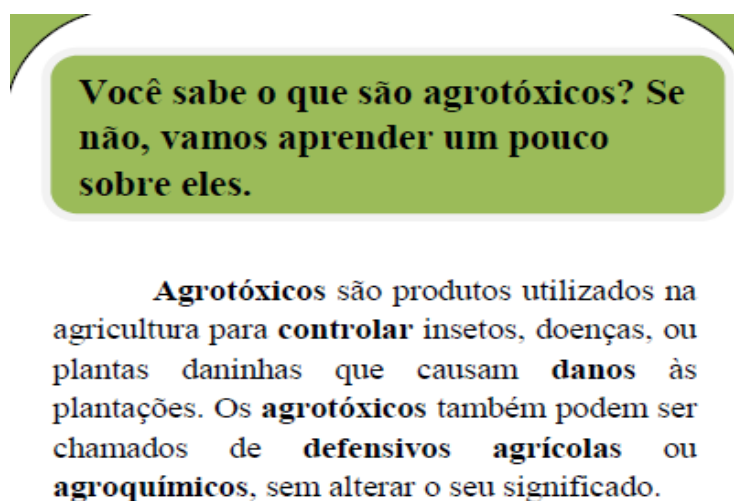 Você sabe o que são agrotóxicos? Se
não, vamos aprender um pouco
sobre eles.
Agrotóxicos são produtos utilizados na
agricultura para controlar insetos, doenças, ou
plantas daninhas que causam danos às
plantações. Os agrotóxicos também podem ser
chamados de defensivos agrícolas ou
agroquímicos, sem alterar o seu significado.